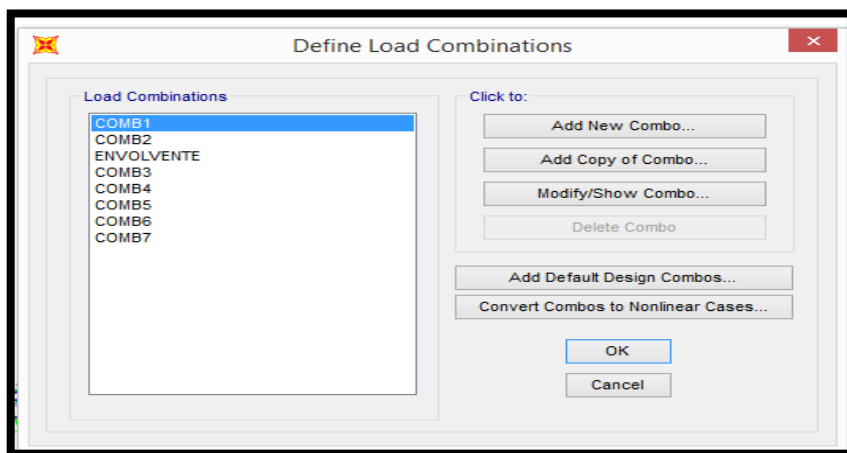 Define Load Combinations
Load Combinations
COMB1
COMB2
ENVOLVENTE
COMB3
COMB4
COMB5
COMB6
COMB7
Click to:
Add New Combo...
Add Copy of Combo...
Modify/Show Combo...
Delete Combo
Add Default Design Combos...
Convert Combos to Nonlinear Cases...
OK
Cancel